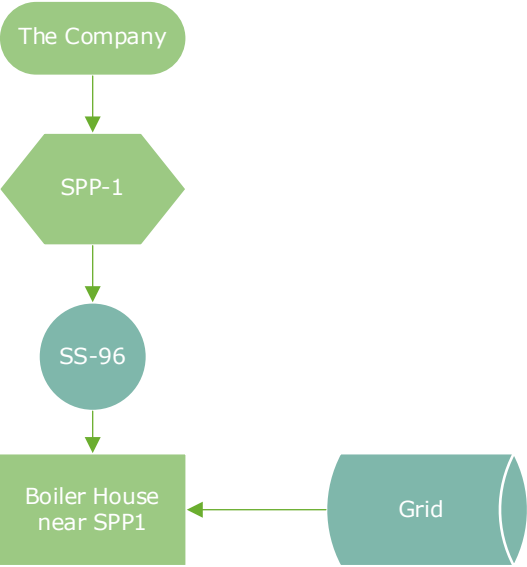 The Company
SPP-1
SS-96
Boiler House
near SPP1
Grid